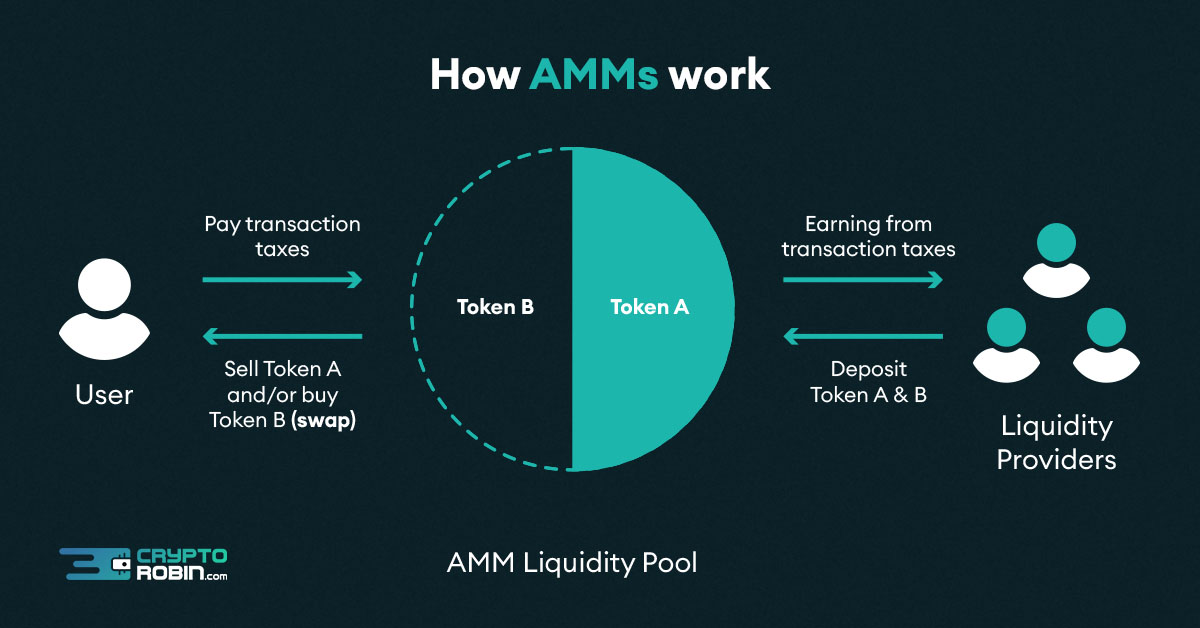 How AMMs work
Pay transaction
taxes
Sell Token A
and/or buy
Token B (swap)
User
Token B
Token A
Earning from
transaction taxes
Deposit
Token A & B
Liquidity
Providers
AMM Liquidity Pool
CRYPTO
ROBIN.com